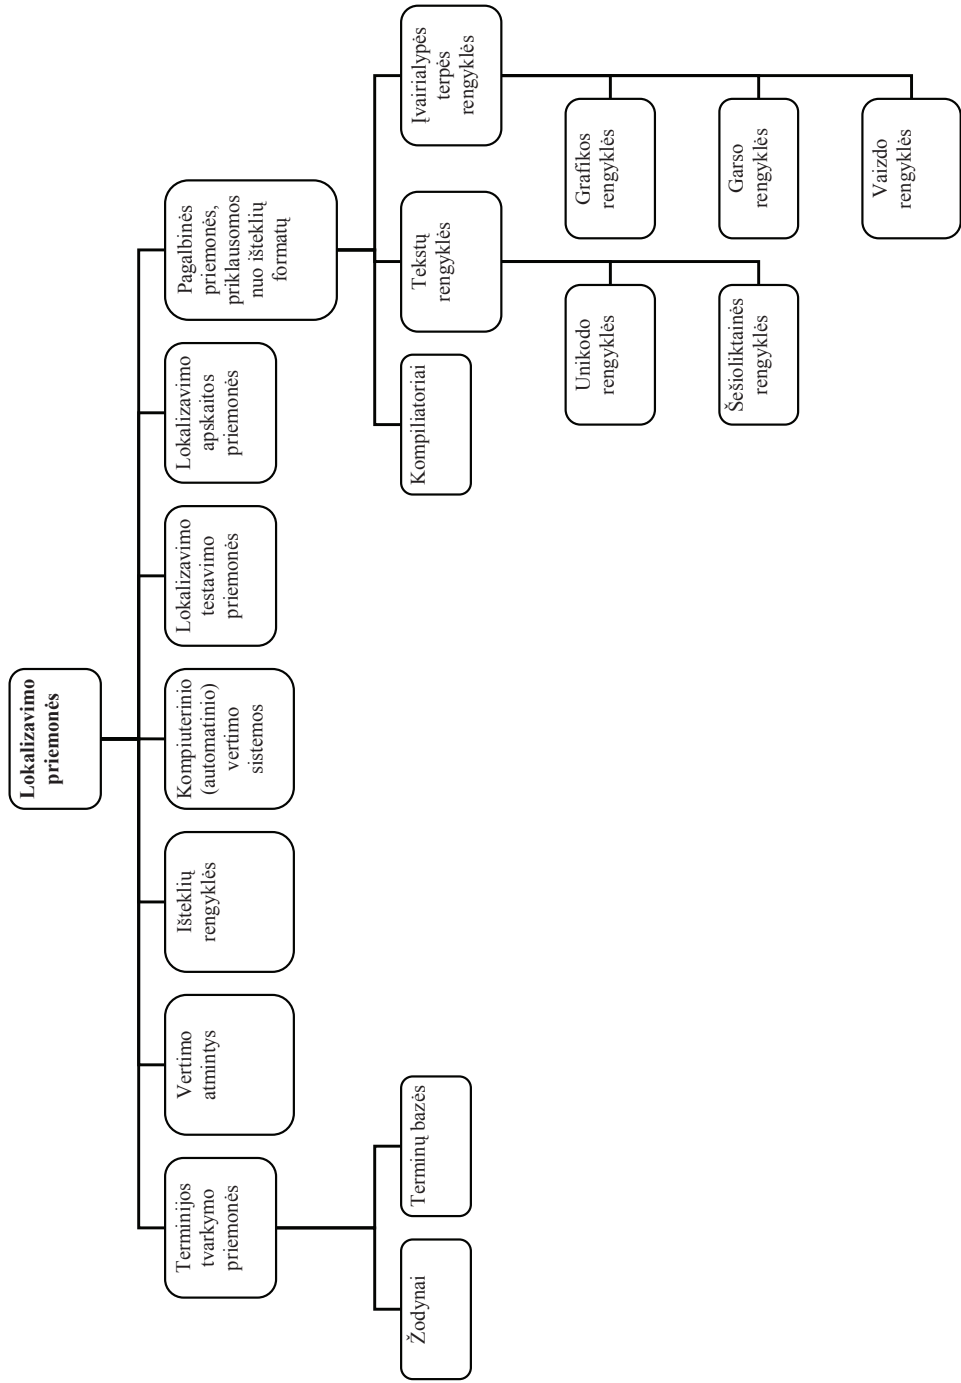 Lokalizavimo
priemonės
Terminijos
tvarkymo
priemonės
Vertimo
atmintys
Išteklių
rengyklės
Kompiuterinio
(automatinio)
vertimo
sistemos
Lokalizavimo
testavimo
priemonės
Lokalizavimo
apskaitos
priemonės
Pagalbinės
priemonės,
priklausomos
nuo išteklių
formatų
Žodynai
Terminų bazės
Kompiliatoriai
Tekstų
rengyklės
Įvairialypės
terpės
rengyklės
Unikodo
rengyklės
Grafikos
rengyklės
Šešioliktainės
rengyklės
Garso
rengyklės
Vaizdo
rengyklės